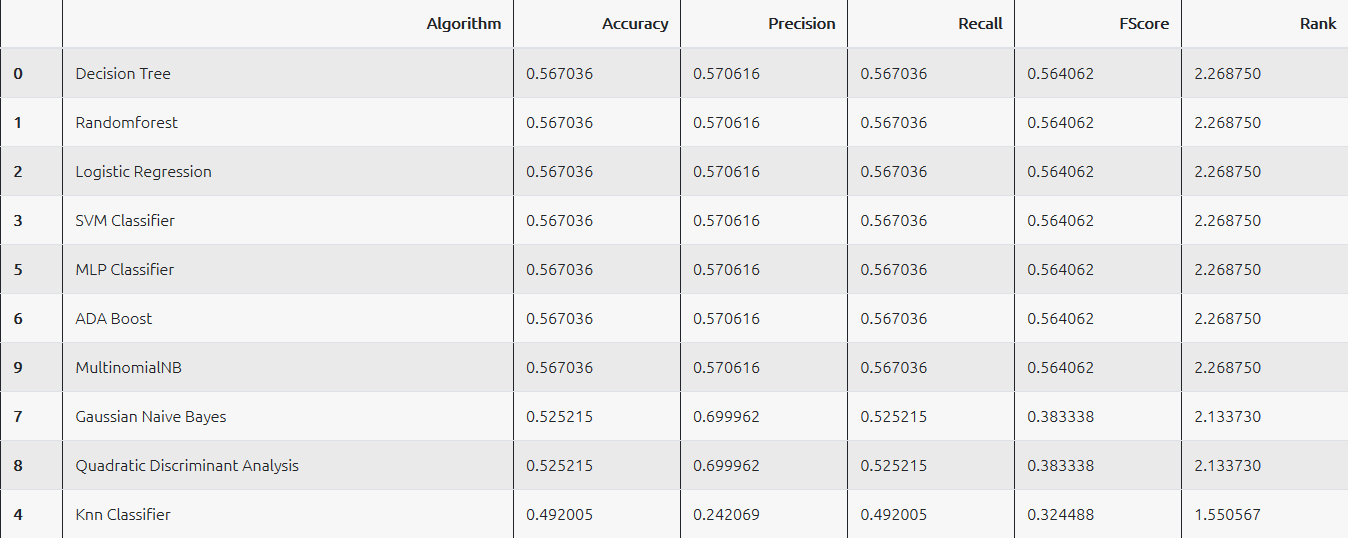 Algorithm Accuracy Precision Recall FScore Rank
0 Decision Tree 0.567036 0.570616 0.567036 0.564062 2.268750
1 Randomforest 0.567036 0.570616 0.567036 0.564062 2.268750
2 Logistic Regression 0.567036 0.570616 0.567036 0.564062 2.268750
3 SVM Classifier 0.567036 0.570616 0.567036 0.564062 2.268750
5 MLP Classifier 0.567036 0.570616 0.567036 0.564062 2.268750
6 ADA Boost 0.567036 0.570616 0.567036 0.564062 2.268750
9 MultinomialNB 0.567036 0.570616 0.567036 0.564062 2.268750
7 Gaussian Naive Bayes 0.525215 0.699962 0.525215 0.383338 2.133730
8 Quadratic Discriminant Analysis 0.525215 0.699962 0.525215 0.383338 2.133730
4 Knn Classifier 0.492005 0.242069 0.492005 0.324488 1.550567